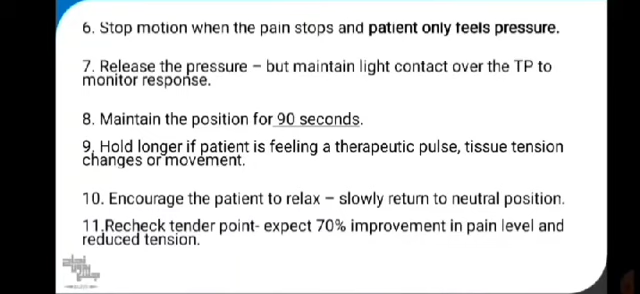 6. Stop motion when the pain stops and patient only feels pressure.
7. Release the pressure – but maintain light contact over the TP to
monitor response.
8. Maintain the position for 90 seconds.
9. Hold longer if patient is feeling a therapeutic pulse, tissue tension
changes or movement.
10. Encourage the patient to relax – slowly return to neutral position.
11.Recheck tender point- expect 70% improvement in pain level and
reduced tension.